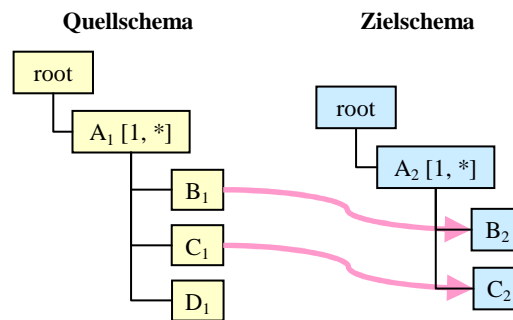 Quellschema
Zielschema
root
root
A₁ [1, *]
A₂ [1, *]
B₁
B₂
C₁
C₂
D₁